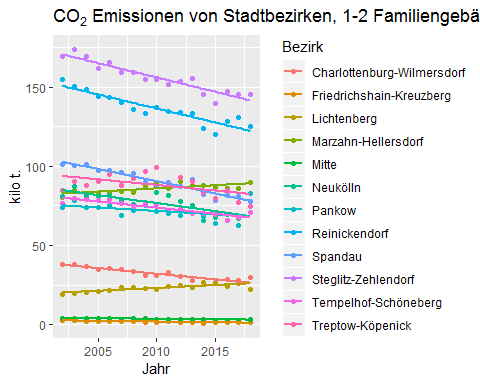 CO₂ Emissionen von Stadtbezirken, 1-2 Familiengebä
kilo t.
150
100
50
0
2005
2010
2015
Jahr
Bezirk
Charlottenburg-Wilmersdorf
Friedrichshain-Kreuzberg
Lichtenberg
Marzahn-Hellersdorf
Mitte
Neukölln
Pankow
Reinickendorf
Spandau
Steglitz-Zehlendorf
Tempelhof-Schöneberg
Treptow-Köpenick